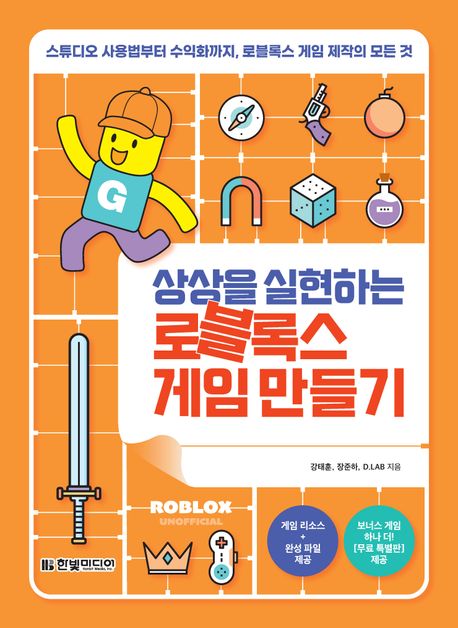 스튜디오 사용법부터 수익화까지, 로블록스 게임 제작의 모든 것
G
상상을 실현하는
로블록스
게임 만들기
강태훈, 장준하, D.LAB 지음
ROBLOX
UNOFFICIAL
게임 리소스
+
완성 파일
제공
보너스 게임
하나 더!
[무료 특별판]
제공
한빛미디어
Hanbit Media, Inc.